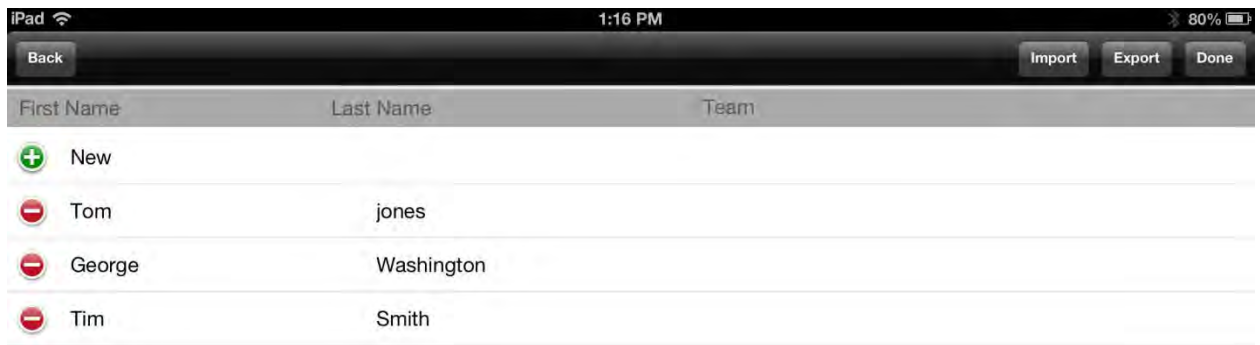 iPad 1:16 PM 80%
Back Import Export Done
First Name Last Name Team
New
Tom jones
George Washington
Tim Smith